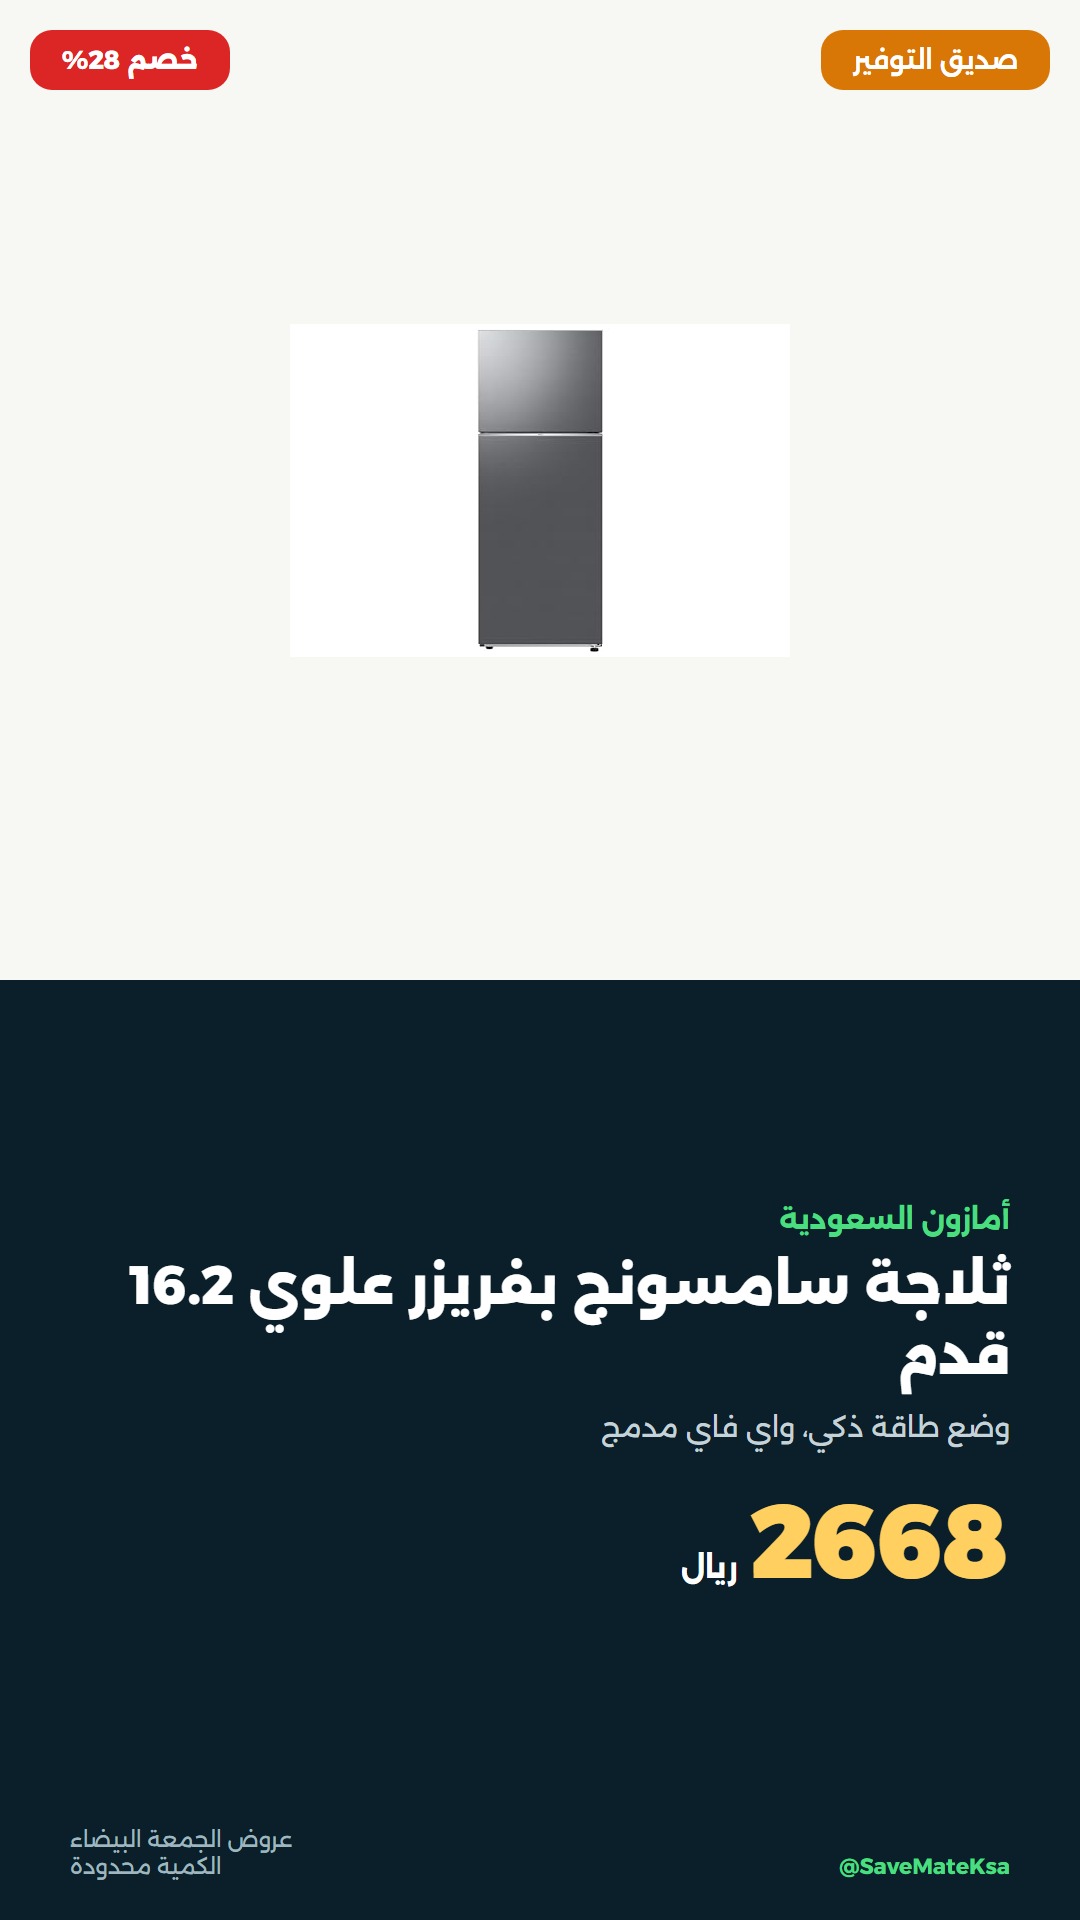 صديق التوفير
خصم 28%
أمازون السعودية
ثلاجة سامسونج بفريزر علوي 16.2
قدم
وضع طاقة ذكي، واي فاي مدمج
2668 ريال
@SaveMateKsa
عروض الجمعة البيضاء
الكمية محدودة